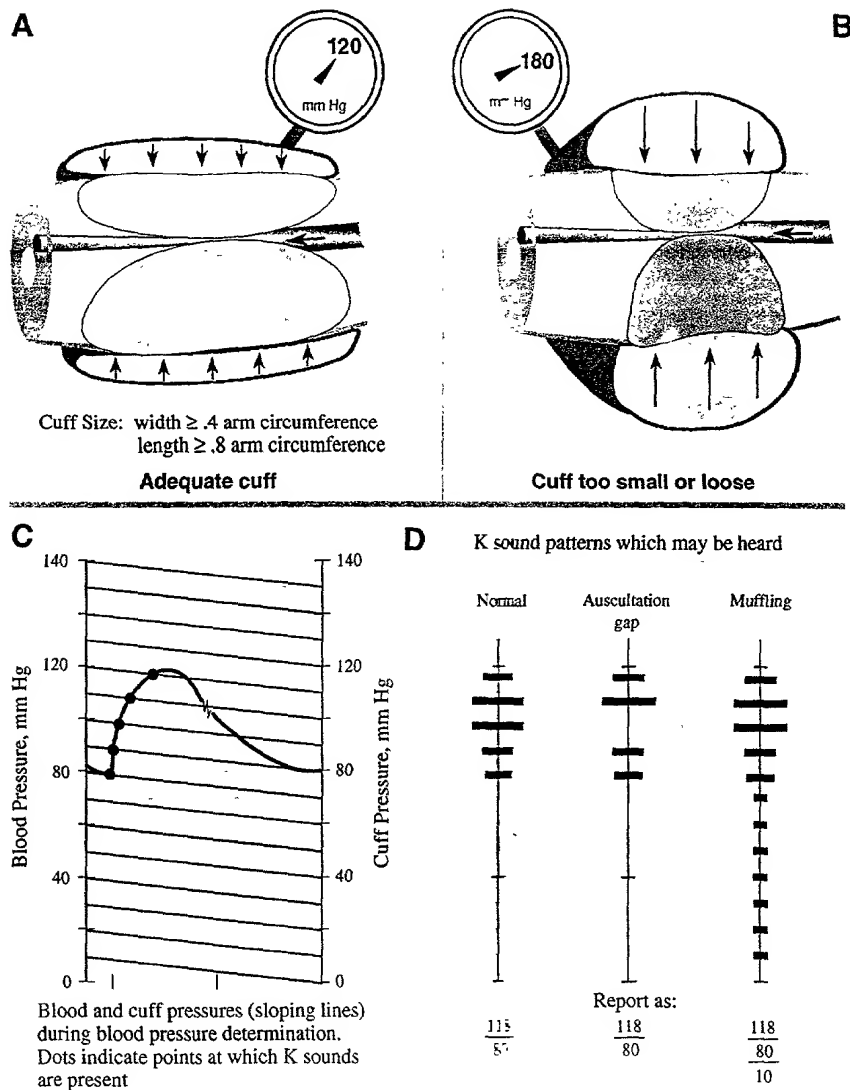 A
B
120
mm Hg
180
Hg
Cuff Size: width ≥ .4 arm circumference
length ≥ .8 arm circumference
Adequate cuff
Cuff too small or loose
C
140
120
80
40
0
Blood Pressure, mm Hg
140
120
80
40
0
Cuff Pressure, mm Hg
Blood and cuff pressures (sloping lines)
during blood pressure determination.
Dots indicate points at which K sounds
are present
D
K sound patterns which may be heard
Normal
Auscultation
gap
Muffling
Report as:
118
80
118
80
10